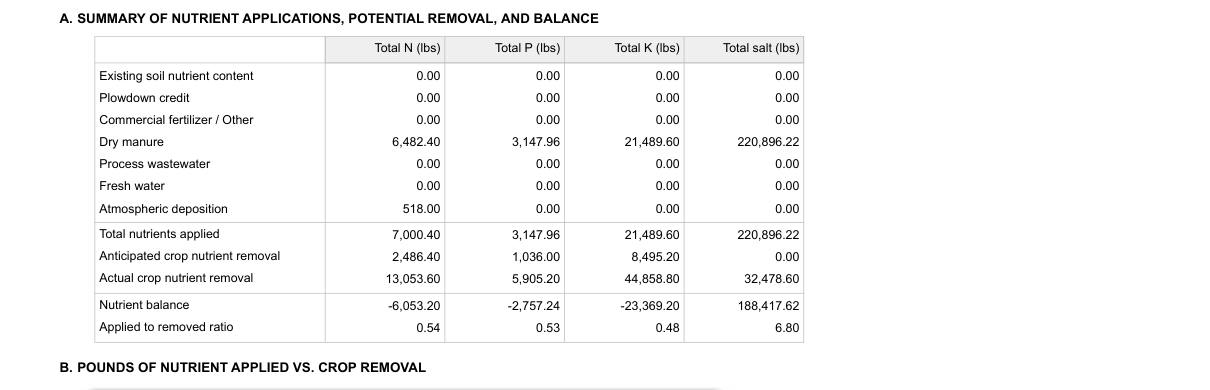 A. SUMMARY OF NUTRIENT APPLICATIONS, POTENTIAL REMOVAL, AND BALANCE
Total N (lbs) Total P (lbs) Total K (lbs) Total salt (lbs)
Existing soil nutrient content 0.00 0.00 0.00 0.00
Plowdown credit 0.00 0.00 0.00 0.00
Commercial fertilizer / Other 0.00 0.00 0.00 0.00
Dry manure 6,482.40 3,147.96 21,489.60 220,896.22
Process wastewater 0.00 0.00 0.00 0.00
Fresh water 0.00 0.00 0.00 0.00
Atmospheric deposition 518.00 0.00 0.00 0.00
Total nutrients applied 7,000.40 3,147.96 21,489.60 220,896.22
Anticipated crop nutrient removal 2,486.40 1,036.00 8,495.20 0.00
Actual crop nutrient removal 13,053.60 5,905.20 44,858.80 32,478.60
Nutrient balance -6,053.20 -2,757.24 -23,369.20 188,417.62
Applied to removed ratio 0.54 0.53 0.48 6.80
B. POUNDS OF NUTRIENT APPLIED VS. CROP REMOVAL